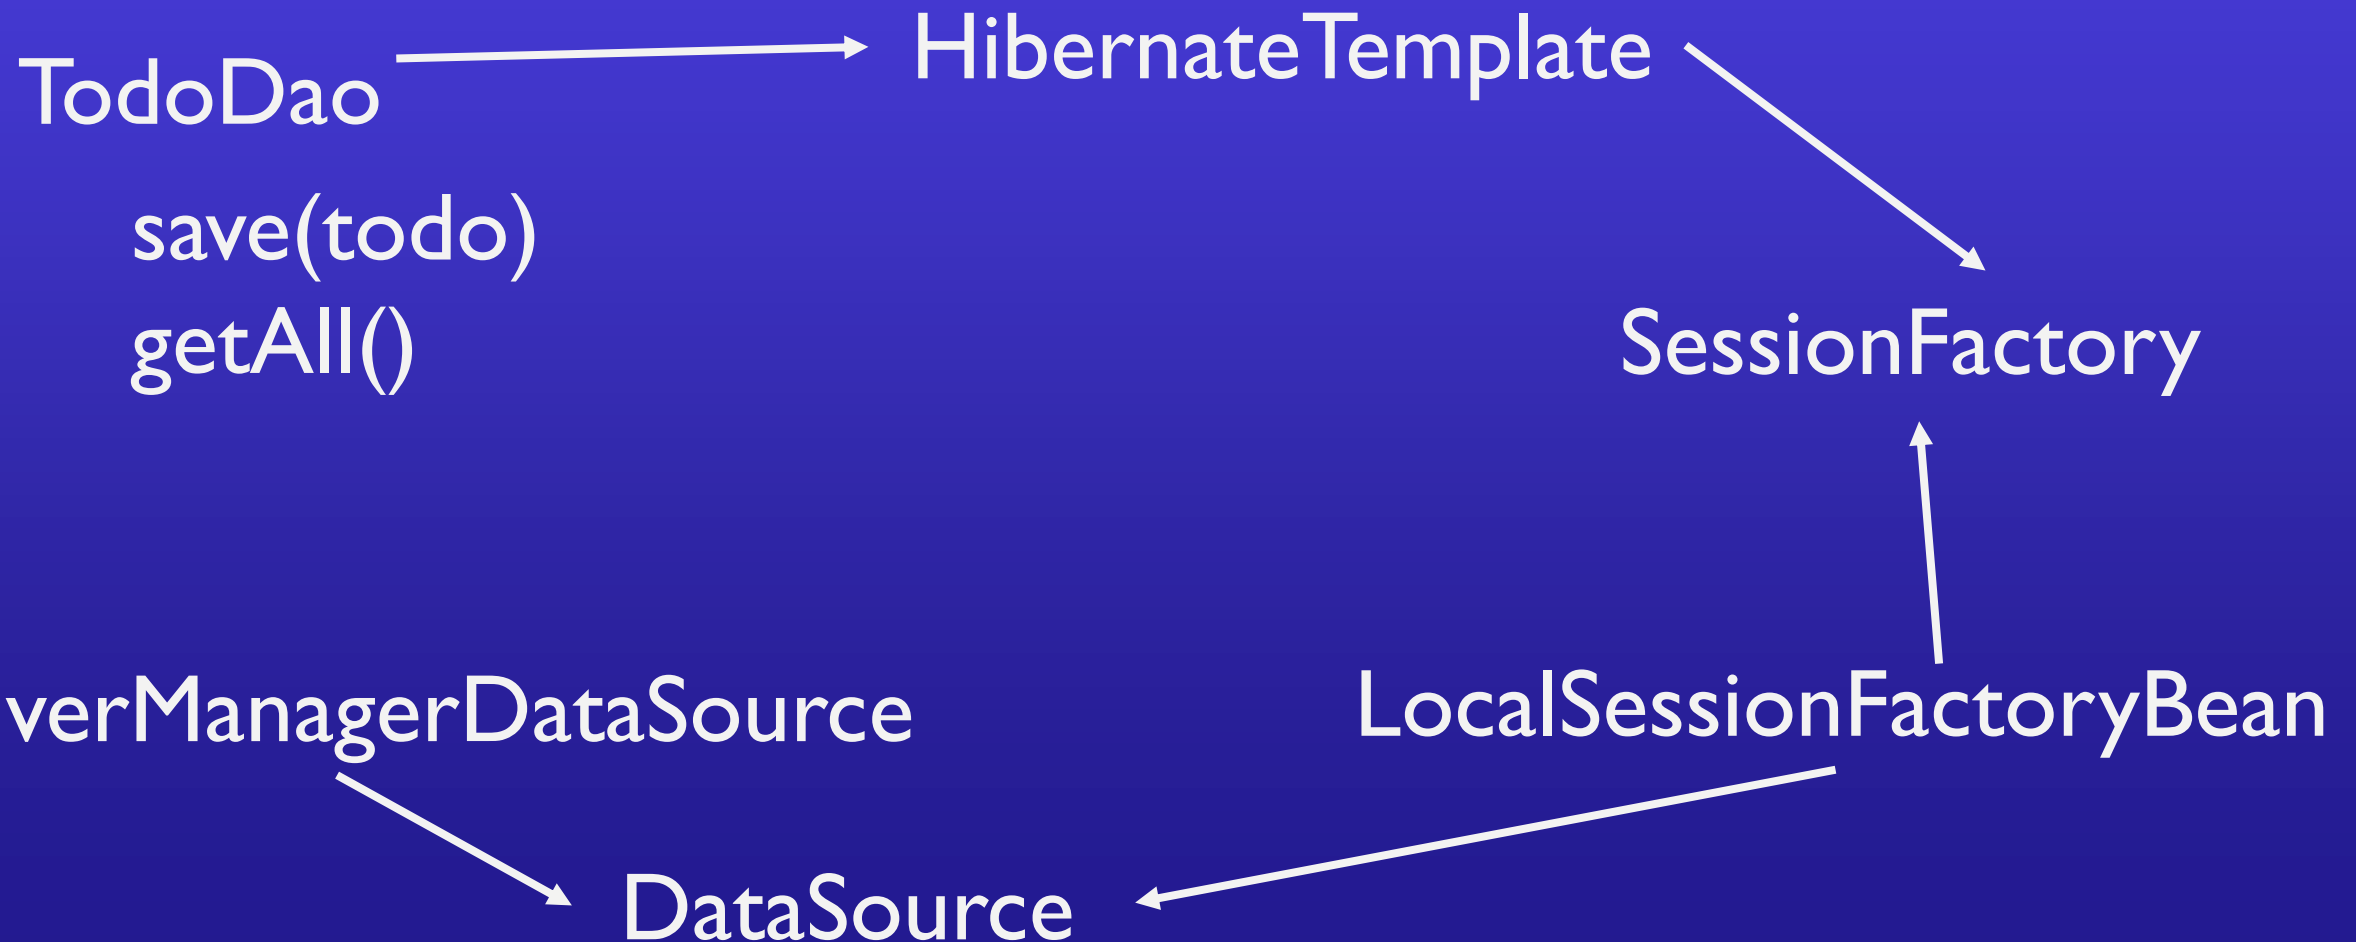 TodoDao
HibernateTemplate
save(todo)
getAll()
SessionFactory
verManagerDataSource
LocalSessionFactoryBean
DataSource